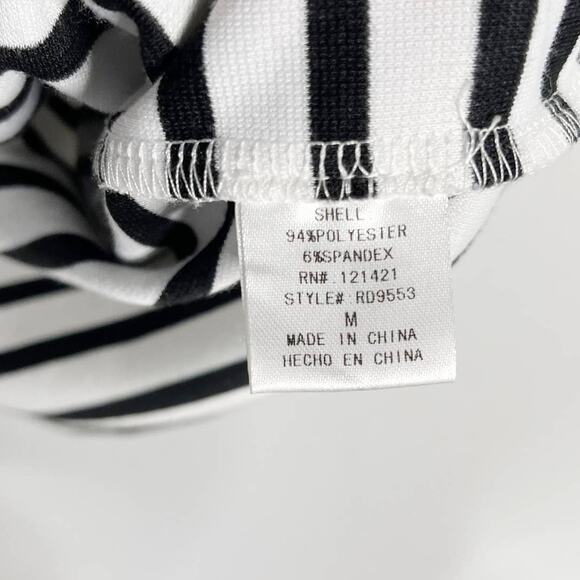 SHELL:
94%POLYESTER
6%SPANDEX
RN#: 121421
STYLE#: RD9553
M
MADE IN CHINA
HECHO EN CHINA